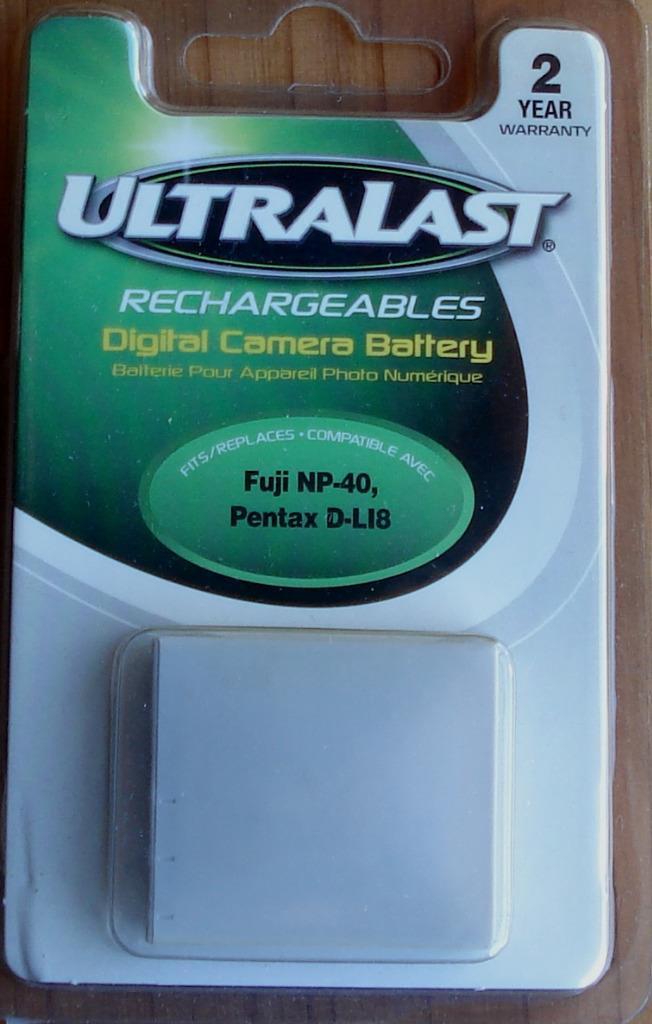 2
YEAR
WARRANTY
ULTRALAST®
RECHARGEABLES
Digital Camera Battery
Batterie Pour Appareil Photo Numérique
FITS/REPLACES • COMPATIBLE AVEC
Fuji NP-40,
Pentax D-LI8